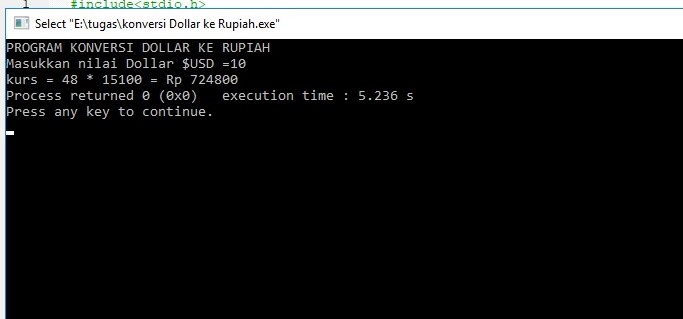 1 #include<stdio.h>
Select "E:\tugas\konversi Dollar ke Rupiah.exe"
PROGRAM KONVERSI DOLLAR KE RUPIAH
Masukkan nilai Dollar $USD =10
kurs = 48 * 15100 = Rp 724800
Process returned 0 (0x0)   execution time : 5.236 s
Press any key to continue.